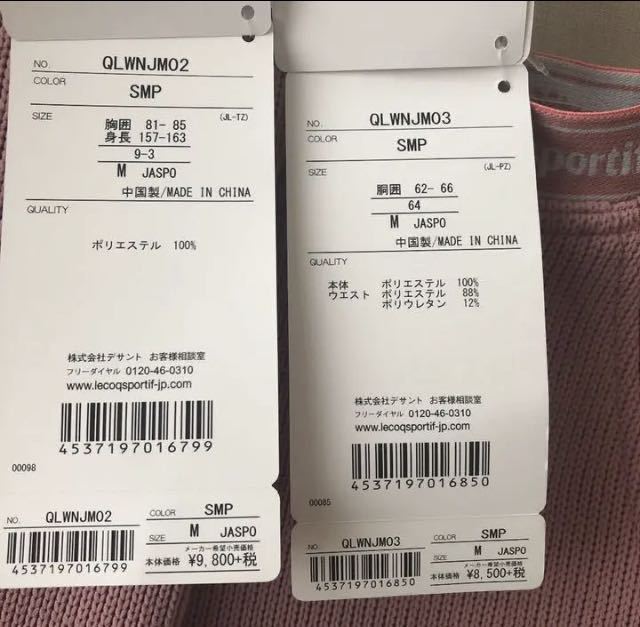 NO. QLWNJM02
COLOR SMP
SIZE (JL-TZ)
胸囲 81- 85
身長 157-163
9-3
M JASPO
中国製/MADE IN CHINA
QUALITY
ポリエステル 100%
株式会社デサント お客様相談室
フリーダイヤル 0120-46-0310
www.lecoqsportif-jp.com
4537197016799
00098
NO. QLWNJM02
COLOR SMP
SIZE M JASPO
メーカー希望小売価格
本体価格 ¥9,800+税
4537197016799
NO. QLWNJM03
COLOR SMP
SIZE (JL-PZ)
胴囲 62- 66
64
M JASPO
中国製/MADE IN CHINA
QUALITY
本体 ポリエステル 100%
ウエスト ポリエステル 88%
ポリウレタン 12%
株式会社デサント お客様相談室
フリーダイヤル 0120-46-0310
www.lecoqsportif-jp.com
4537197016850
00085
NO. QLWNJM03
COLOR SMP
SIZE M JASPO
メーカー希望小売価格
本体価格 ¥8,500+税
4537197016850
portif